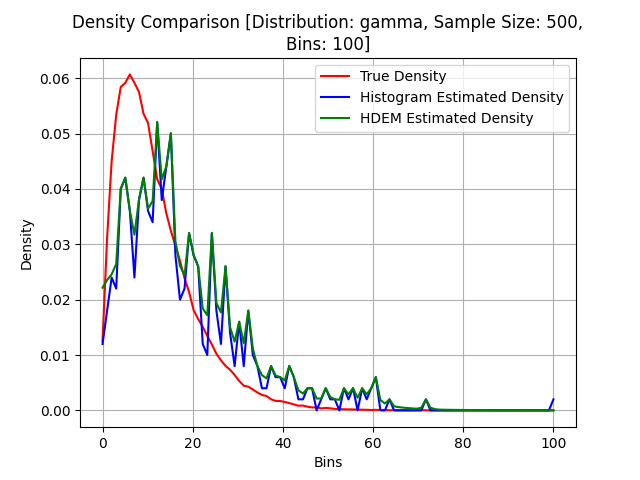 Density Comparison [Distribution: gamma, Sample Size: 500,
Bins: 100]
True Density
Histogram Estimated Density
HDEM Estimated Density
Density
0.06
0.05
0.04
0.03
0.02
0.01
0.00
0
20
40
60
80
100
Bins